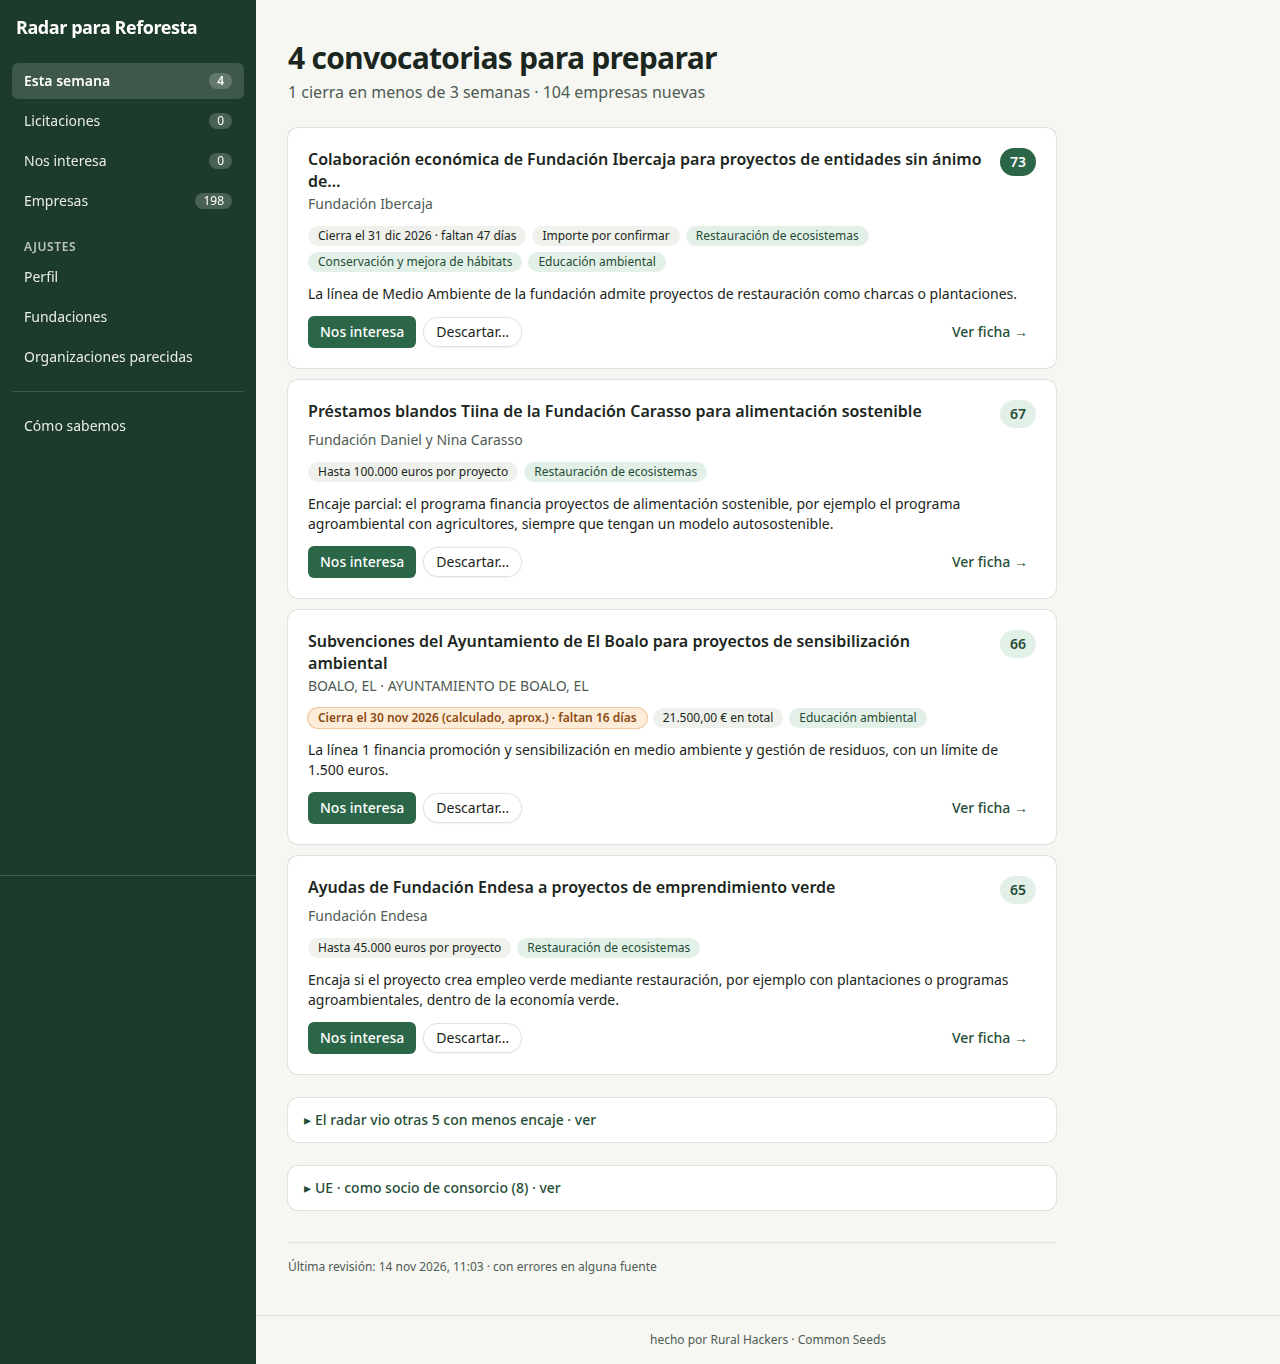 Radar para Reforesta
Esta semana 4
Licitaciones 0
Nos interesa 0
Empresas 198
AJUSTES
Perfil
Fundaciones
Organizaciones parecidas
Cómo sabemos
4 convocatorias para preparar
1 cierra en menos de 3 semanas · 104 empresas nuevas
Colaboración económica de Fundación Ibercaja para proyectos de entidades sin ánimo
de...
73
Fundación Ibercaja
Cierra el 31 dic 2026 · faltan 47 días Importe por confirmar Restauración de ecosistemas
Conservación y mejora de hábitats Educación ambiental
La línea de Medio Ambiente de la fundación admite proyectos de restauración como charcas o plantaciones.
Nos interesa Descartar... Ver ficha →
Préstamos blandos Tiina de la Fundación Carasso para alimentación sostenible 67
Fundación Daniel y Nina Carasso
Hasta 100.000 euros por proyecto Restauración de ecosistemas
Encaje parcial: el programa financia proyectos de alimentación sostenible, por ejemplo el programa
agroambiental con agricultores, siempre que tengan un modelo autosostenible.
Nos interesa Descartar... Ver ficha →
Subvenciones del Ayuntamiento de El Boalo para proyectos de sensibilización
ambiental
66
BOALO, EL · AYUNTAMIENTO DE BOALO, EL
Cierra el 30 nov 2026 (calculado, aprox.) · faltan 16 días 21.500,00 € en total Educación ambiental
La línea 1 financia promoción y sensibilización en medio ambiente y gestión de residuos, con un límite de
1.500 euros.
Nos interesa Descartar... Ver ficha →
Ayudas de Fundación Endesa a proyectos de emprendimiento verde 65
Fundación Endesa
Hasta 45.000 euros por proyecto Restauración de ecosistemas
Encaja si el proyecto crea empleo verde mediante restauración, por ejemplo con plantaciones o programas
agroambientales, dentro de la economía verde.
Nos interesa Descartar... Ver ficha →
▸ El radar vio otras 5 con menos encaje · ver
▸ UE · como socio de consorcio (8) · ver
Última revisión: 14 nov 2026, 11:03 · con errores en alguna fuente
hecho por Rural Hackers · Common Seeds